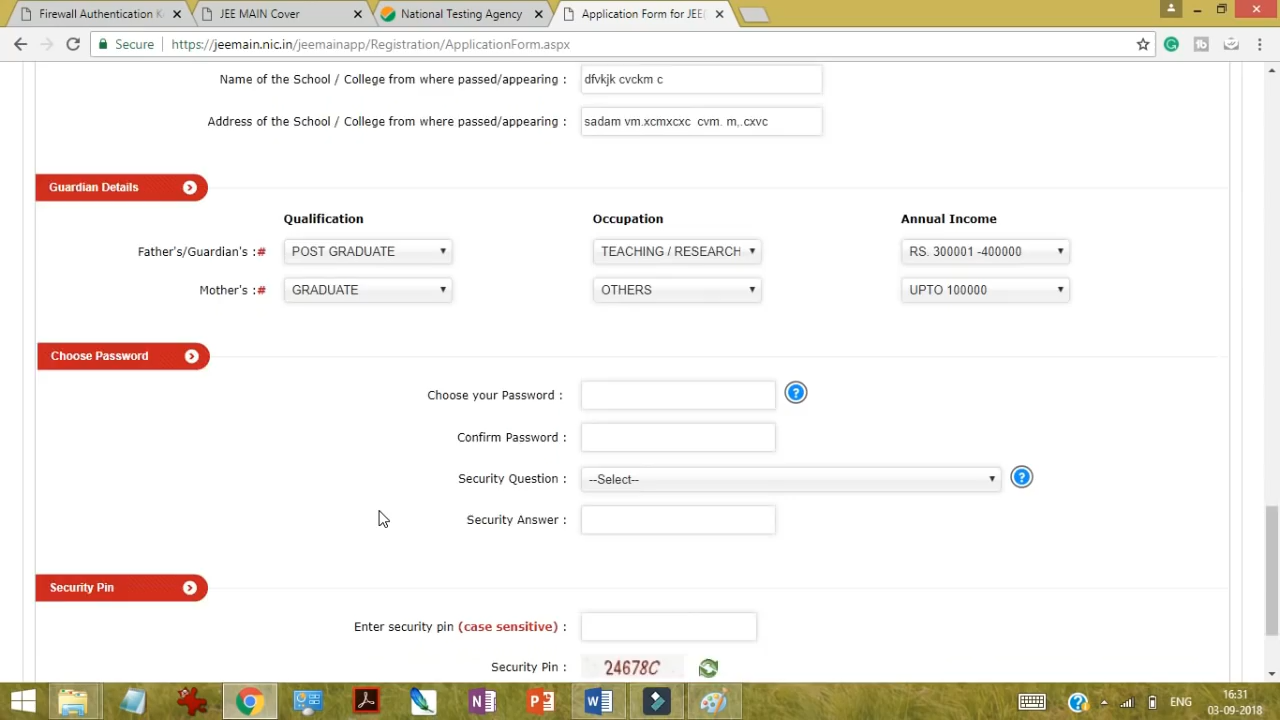 Firewall Authentication K
JEE MAIN Cover
National Testing Agency
Application Form for JEE
Secure
https://jeemain.nic.in/jeemainapp/Registration/ApplicationForm.aspx
Name of the School / College from where passed/appearing : dfvkjk cvckm c
Address of the School / College from where passed/appearing : sadam vm.xcmxcxc cvm. m,.cxvc
Guardian Details
Qualification Occupation Annual Income
Father's/Guardian's :# POST GRADUATE TEACHING / RESEARCH RS. 300001 -400000
Mother's :# GRADUATE OTHERS UPTO 100000
Choose Password
Choose your Password : ?
Confirm Password :
Security Question : --Select-- ?
Security Answer :
Security Pin
Enter security pin (case sensitive) :
Security Pin : 24678C
ENG
16:31
03-09-2018